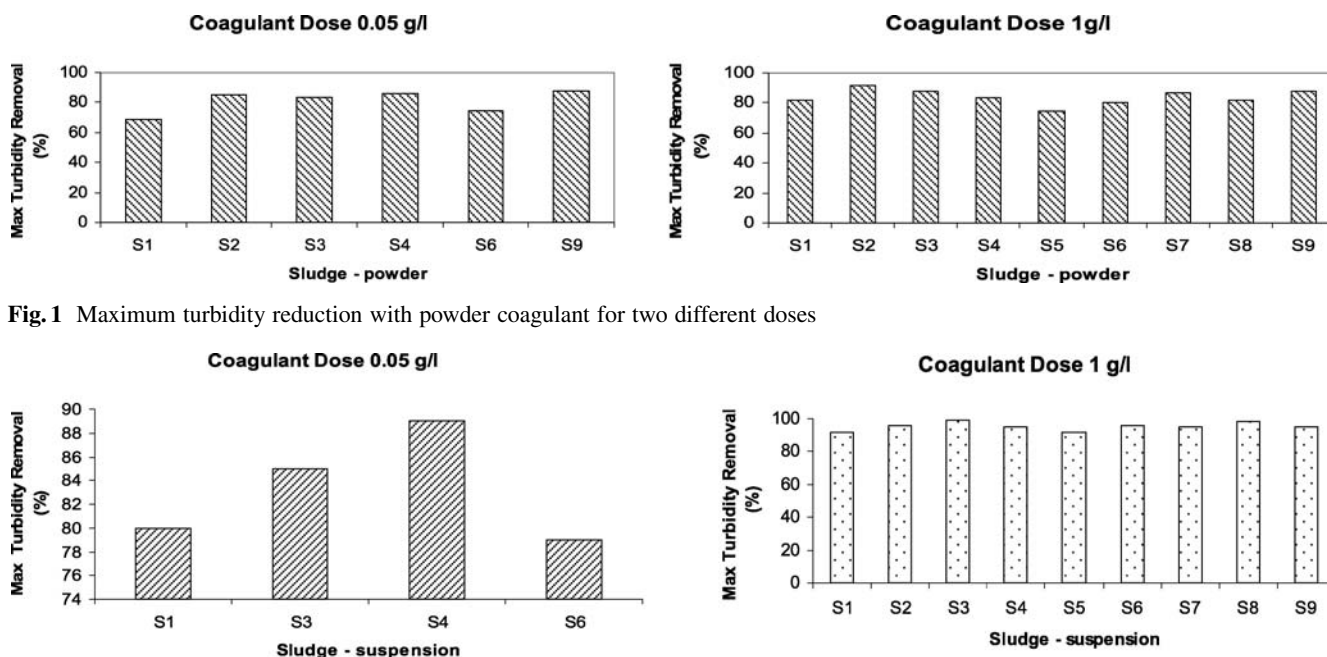 Coagulant Dose 0.05 g/l
Max Turbidity Removal
(%)
100
80
60
40
20
0
S1 S2 S3 S4 S6 S9
Sludge - powder
Coagulant Dose 1g/l
Max Turbidity Removal
(%)
100
80
60
40
20
0
S1 S2 S3 S4 S5 S6 S7 S8 S9
Sludge - powder
Fig. 1 Maximum turbidity reduction with powder coagulant for two different doses
Coagulant Dose 0.05 g/l
Max Turbidity Removal
(%)
90
88
86
84
82
80
78
76
74
S1 S3 S4 S6
Sludge - suspension
Coagulant Dose 1 g/l
Max Turbidity Removal
(%)
100
80
60
40
20
0
S1 S2 S3 S4 S5 S6 S7 S8 S9
Sludge - suspension